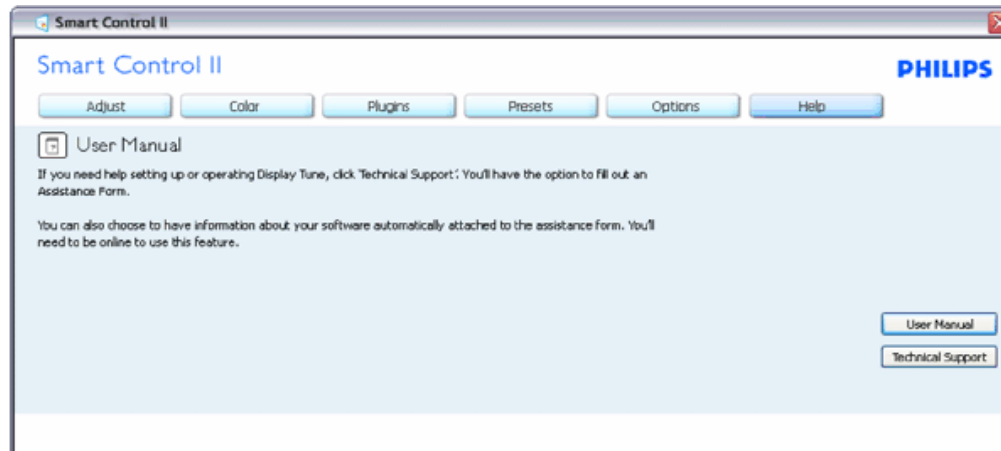 Smart Control II
Smart Control II
PHILIPS
Adjust Color Plugins Presets Options Help
User Manual
If you need help setting up or operating Display Tune, click 'Technical Support'. You'll have the option to fill out an
Assistance Form.
You can also choose to have information about your software automatically attached to the assistance form. You'll
need to be online to use this feature.
User Manual
Technical Support